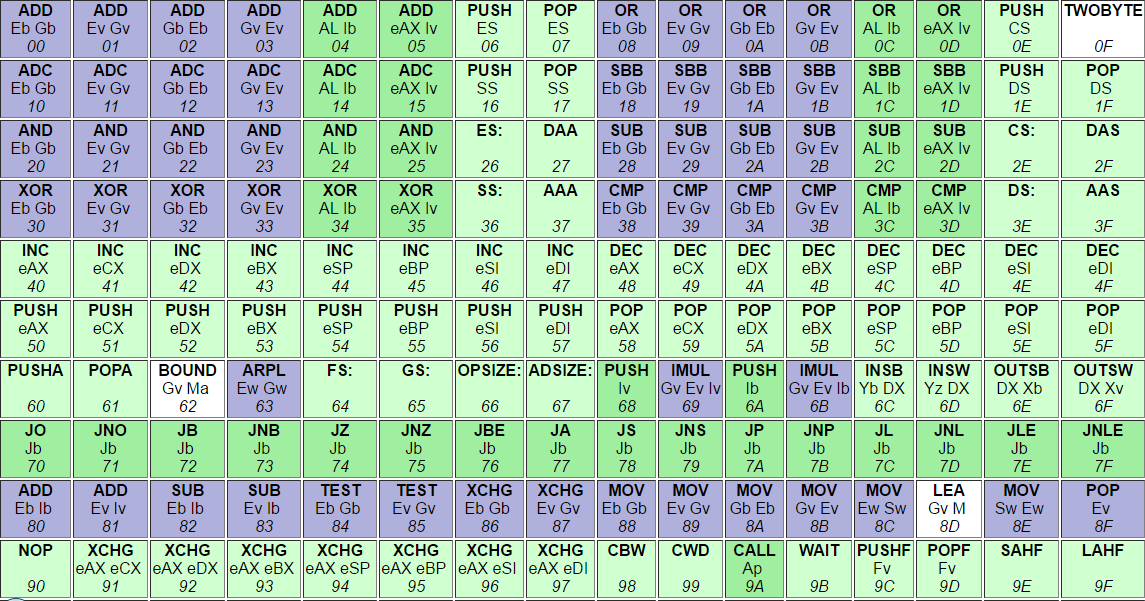 ADD ADD ADD ADD ADD ADD PUSH POP OR OR OR OR OR OR PUSH TWOBYTE
Eb Gb Ev Gv Gb Eb Gv Ev AL Ib eAX Iv ES ES Eb Gb Ev Gv Gb Eb Gv Ev AL Ib eAX Iv CS
00 01 02 03 04 05 06 07 08 09 0A 0B 0C 0D 0E 0F
ADC ADC ADC ADC ADC ADC PUSH POP SBB SBB SBB SBB SBB SBB PUSH POP
Eb Gb Ev Gv Gb Eb Gv Ev AL Ib eAX Iv SS SS Eb Gb Ev Gv Gb Eb Gv Ev AL Ib eAX Iv DS DS
10 11 12 13 14 15 16 17 18 19 1A 1B 1C 1D 1E 1F
AND AND AND AND AND AND ES: DAA SUB SUB SUB SUB SUB SUB CS: DAS
Eb Gb Ev Gv Gb Eb Gv Ev AL Ib eAX Iv Eb Gb Ev Gv Gb Eb Gv Ev AL Ib eAX Iv
20 21 22 23 24 25 26 27 28 29 2A 2B 2C 2D 2E 2F
XOR XOR XOR XOR XOR XOR SS: AAA CMP CMP CMP CMP CMP CMP DS: AAS
Eb Gb Ev Gv Gb Eb Gv Ev AL Ib eAX Iv Eb Gb Ev Gv Gb Eb Gv Ev AL Ib eAX Iv
30 31 32 33 34 35 36 37 38 39 3A 3B 3C 3D 3E 3F
INC INC INC INC INC INC INC INC DEC DEC DEC DEC DEC DEC DEC DEC
eAX eCX eDX eBX eSP eBP eSI eDI eAX eCX eDX eBX eSP eBP eSI eDI
40 41 42 43 44 45 46 47 48 49 4A 4B 4C 4D 4E 4F
PUSH PUSH PUSH PUSH PUSH PUSH PUSH PUSH POP POP POP POP POP POP POP POP
eAX eCX eDX eBX eSP eBP eSI eDI eAX eCX eDX eBX eSP eBP eSI eDI
50 51 52 53 54 55 56 57 58 59 5A 5B 5C 5D 5E 5F
PUSHA POPA BOUND ARPL FS: GS: OPSIZE: ADSIZE: PUSH IMUL PUSH IMUL INSB INSW OUTSB OUTSW
Gv Ma Ew Gw Iv Gv Ev Iv Ib Gv Ev Ib Yb DX Yz DX DX Xb DX Xv
60 61 62 63 64 65 66 67 68 69 6A 6B 6C 6D 6E 6F
JO JNO JB JNB JZ JNZ JBE JA JS JNS JP JNP JL JNL JLE JNLE
Jb Jb Jb Jb Jb Jb Jb Jb Jb Jb Jb Jb Jb Jb Jb Jb
70 71 72 73 74 75 76 77 78 79 7A 7B 7C 7D 7E 7F
ADD ADD SUB SUB TEST TEST XCHG XCHG MOV MOV MOV MOV MOV LEA MOV POP
Eb Ib Ev Iv Eb Ib Ev Ib Eb Gb Ev Gv Eb Gb Ev Gv Eb Gb Ev Gv Gb Eb Gv Ev Ew Sw Gv M Sw Ew Ev
80 81 82 83 84 85 86 87 88 89 8A 8B 8C 8D 8E 8F
NOP XCHG XCHG XCHG XCHG XCHG XCHG XCHG CBW CWD CALL WAIT PUSHF POPF SAHF LAHF
eAX eCX eAX eDX eAX eBX eAX eSP eAX eBP eAX eSI eAX eDI Ap Fv Fv
90 91 92 93 94 95 96 97 98 99 9A 9B 9C 9D 9E 9F